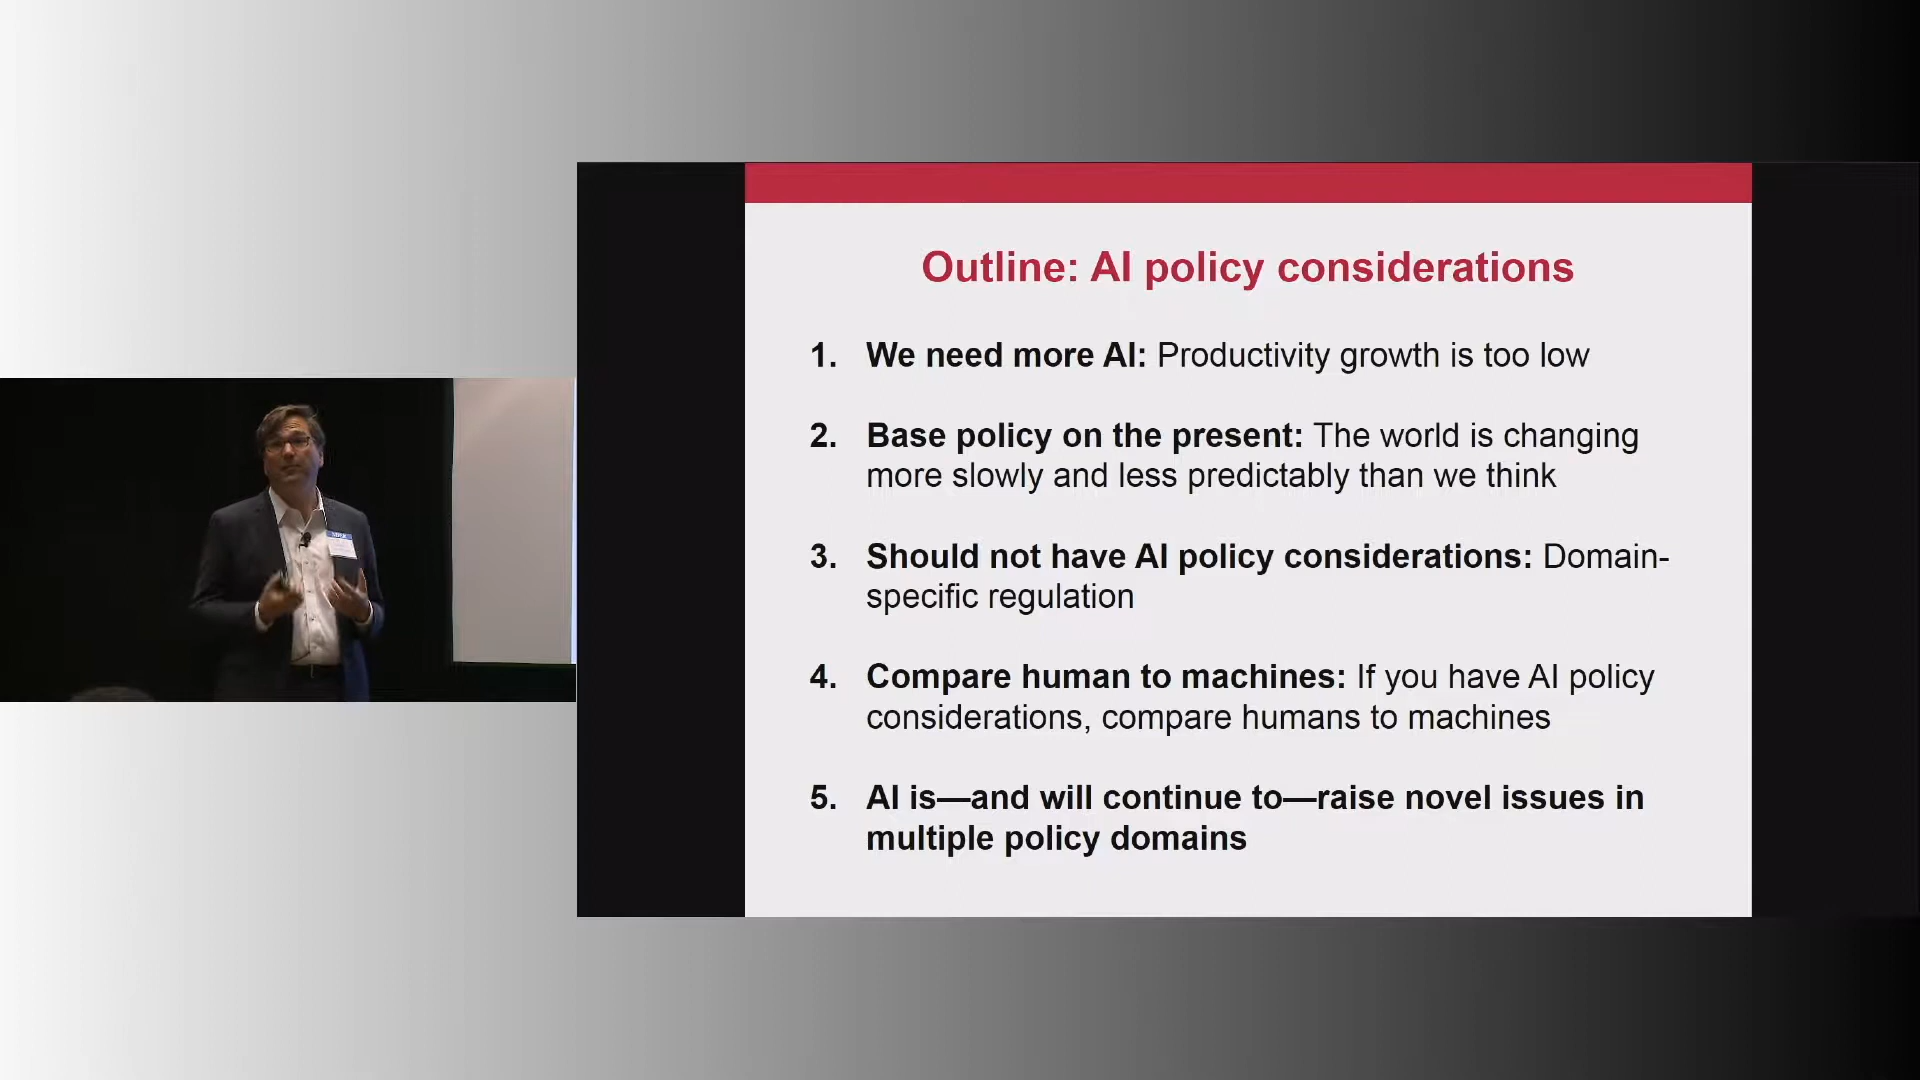 Outline: AI policy considerations
1. We need more AI: Productivity growth is too low
2. Base policy on the present: The world is changing
more slowly and less predictably than we think
3. Should not have AI policy considerations: Domain-
specific regulation
4. Compare human to machines: If you have AI policy
considerations, compare humans to machines
5. AI is—and will continue to—raise novel issues in
multiple policy domains